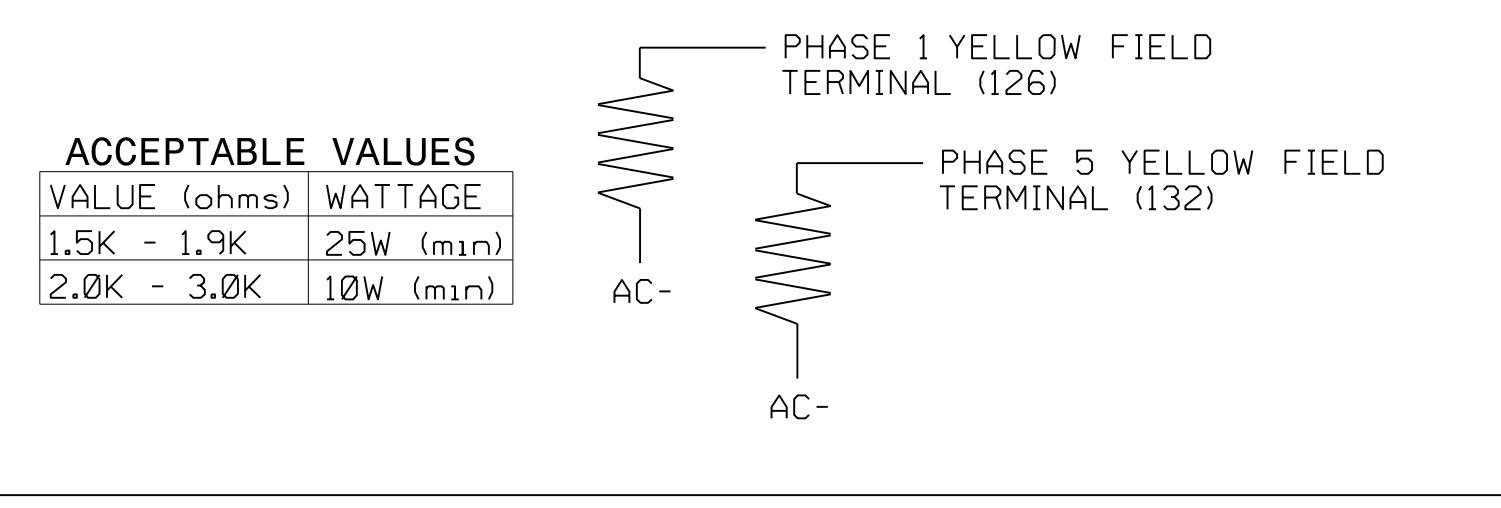 PHASE 1 YELLOW FIELD
TERMINAL (126)
ACCEPTABLE VALUES
VALUE (ohms) WATTAGE
1.5K - 1.9K 25W (min)
2.0K - 3.0K 10W (min)
AC-
PHASE 5 YELLOW FIELD
TERMINAL (132)
AC-